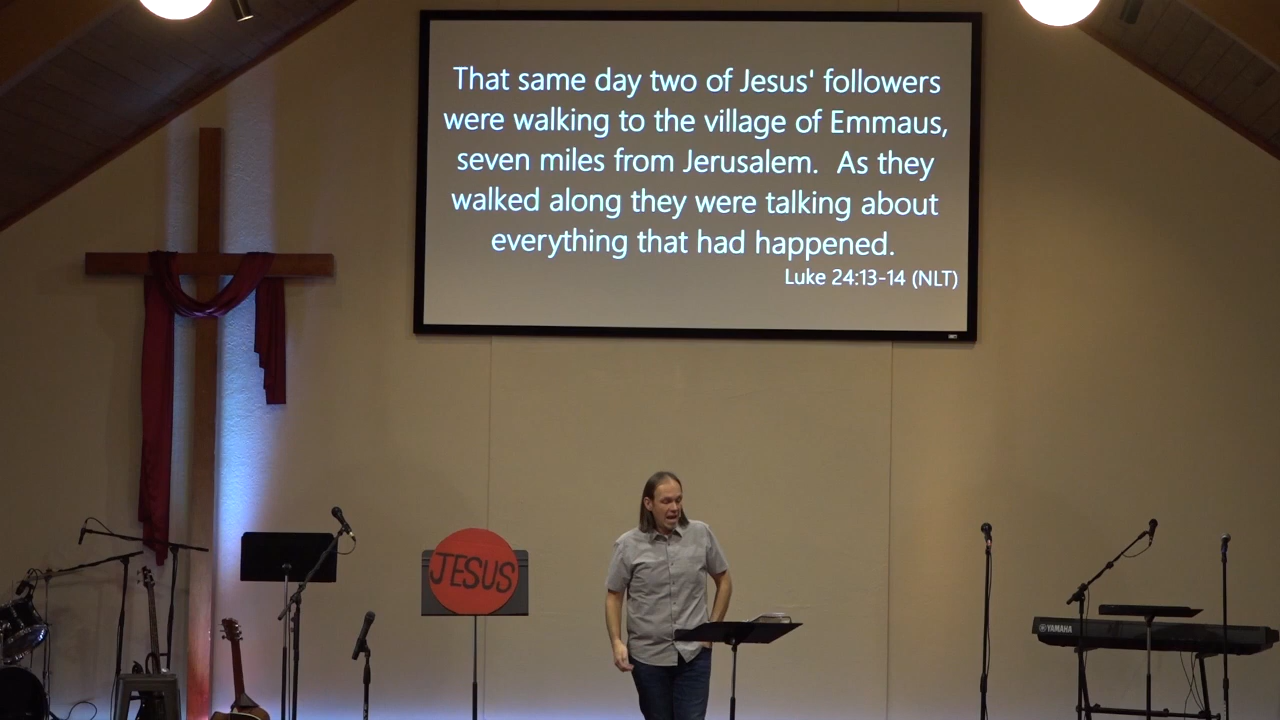 That same day two of Jesus' followers
were walking to the village of Emmaus,
seven miles from Jerusalem.  As they
walked along they were talking about
everything that had happened.
Luke 24:13-14 (NLT)
JESUS
YAMAHA